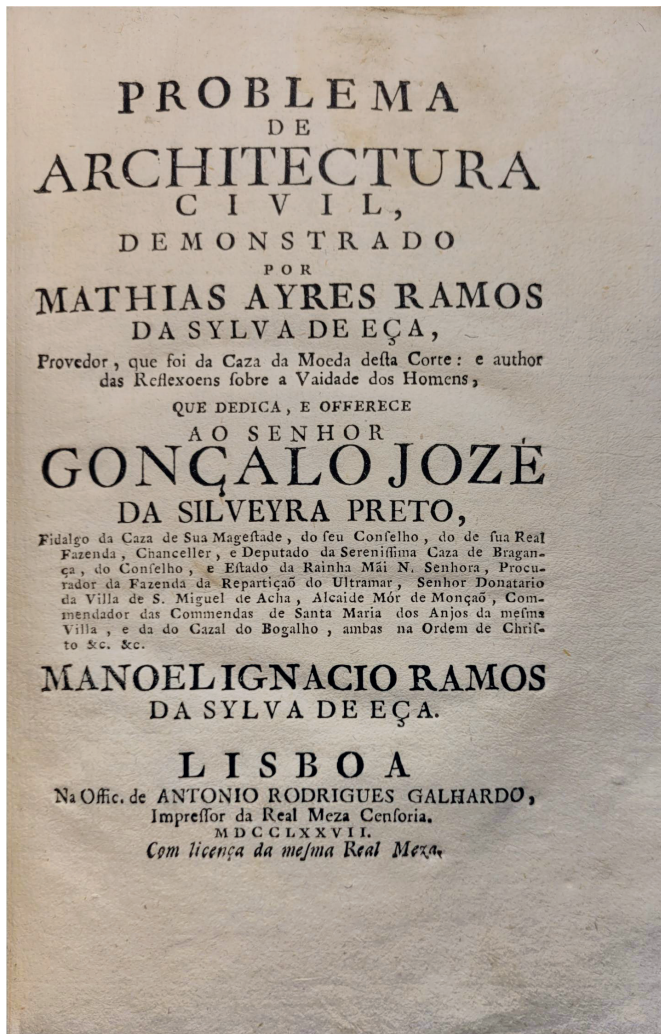 PROBLEMA
DE
ARCHITECTURA
CIVIL,
DEMONSTRADO
POR
MATHIAS AYRES RAMOS
DA SYLVA DE EÇA,
Provedor, que foi da Caza da Moeda deſta Corte: e author
das Reflexoens ſobre a Vaidade dos Homens,
QUE DEDICA, E OFFERECE
AO SENHOR
GONÇALO JOZÉ
DA SILVEYRA PRETO,
Fidalgo da Caza de Sua Mageſtade, do ſeu Conſelho, do de ſua Real
Fazenda, Chanceller, e Deputado da Sereniſſima Caza de Bragan-
ça, do Conſelho, e Eſtado da Rainha Mãi N. Senhora, Procu-
rador da Fazenda da Repartiçaõ do Ultramar, Senhor Donatario
da Villa de S. Miguel de Acha, Alcaide Mór de Monçaõ, Com-
mendador das Commendas de Santa Maria dos Anjos da meſma
Villa, e da do Cazal do Bogalho, ambas na Ordem de Chriſ-
to &c. &c.
MANOEL IGNACIO RAMOS
DA SYLVA DE EÇA.
LISBOA
Na Offic. de ANTONIO RODRIGUES GALHARDO,
Impreſſor da Real Meza Cenſoria.
MDCCLXXVII.
Com licença da meſma Real Meza.